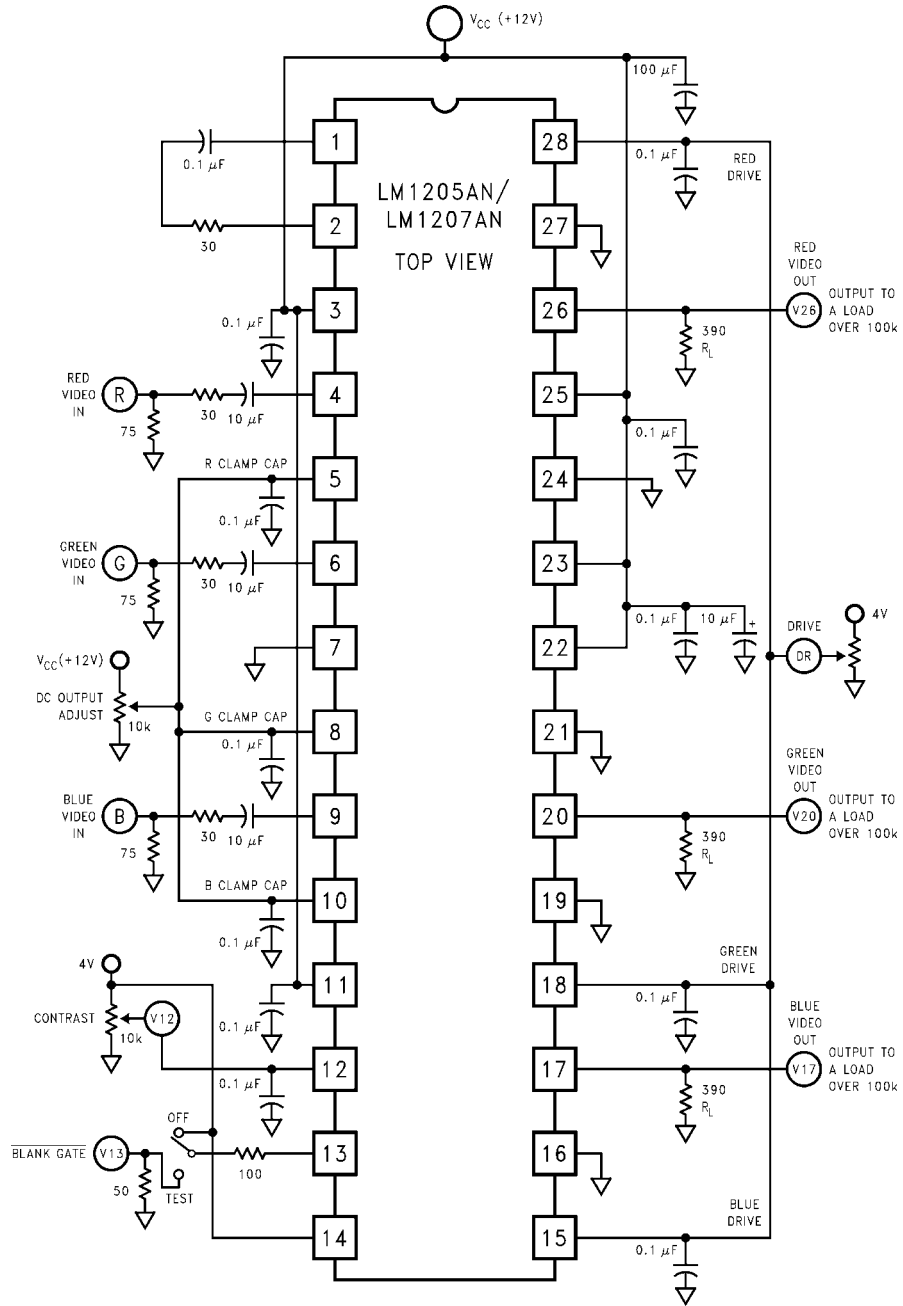 V_CC (+12V)
100 µF
1
28
0.1 µF
0.1 µF
RED
DRIVE
LM1205AN/
LM1207AN
TOP VIEW
2
27
30
RED
VIDEO
OUT
3
26
V26
OUTPUT TO
A LOAD
OVER 100k
0.1 µF
390
R_L
RED
VIDEO
IN
R
30
10 µF
75
4
25
0.1 µF
R CLAMP CAP
5
24
0.1 µF
GREEN
VIDEO
IN
G
30
10 µF
75
6
23
0.1 µF
10 µF
+
7
22
DRIVE
DR
4V
V_CC(+12V)
DC OUTPUT
ADJUST
10k
G CLAMP CAP
0.1 µF
8
21
GREEN
VIDEO
OUT
BLUE
VIDEO
IN
B
30
10 µF
75
9
20
V20
OUTPUT TO
A LOAD
OVER 100k
390
R_L
B CLAMP CAP
10
19
0.1 µF
4V
GREEN
DRIVE
11
18
0.1 µF
0.1 µF
CONTRAST
10k
V12
BLUE
VIDEO
OUT
12
17
V17
OUTPUT TO
A LOAD
OVER 100k
0.1 µF
390
R_L
OFF
BLANK GATE
V13
50
TEST
100
13
16
BLUE
DRIVE
14
15
0.1 µF